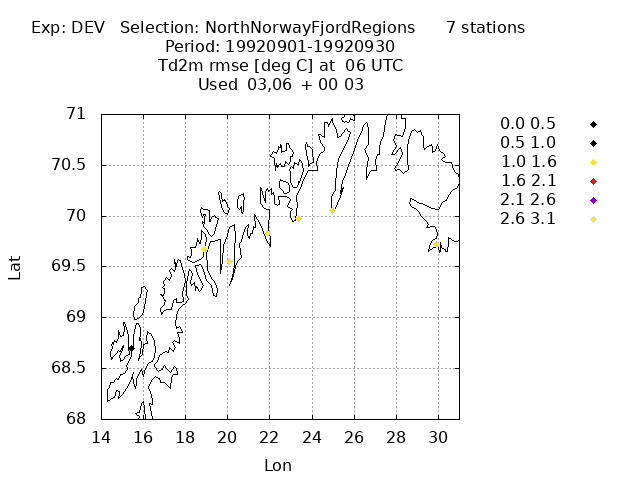 Exp: DEV   Selection: NorthNorwayFjordRegions      7 stations
Period: 19920901-19920930
Td2m rmse [deg C] at  06 UTC
Used  03,06  + 00 03
0.0 0.5
0.5 1.0
1.0 1.6
1.6 2.1
2.1 2.6
2.6 3.1
71
70.5
70
69.5
69
68.5
68
Lat
14 16 18 20 22 24 26 28 30
Lon